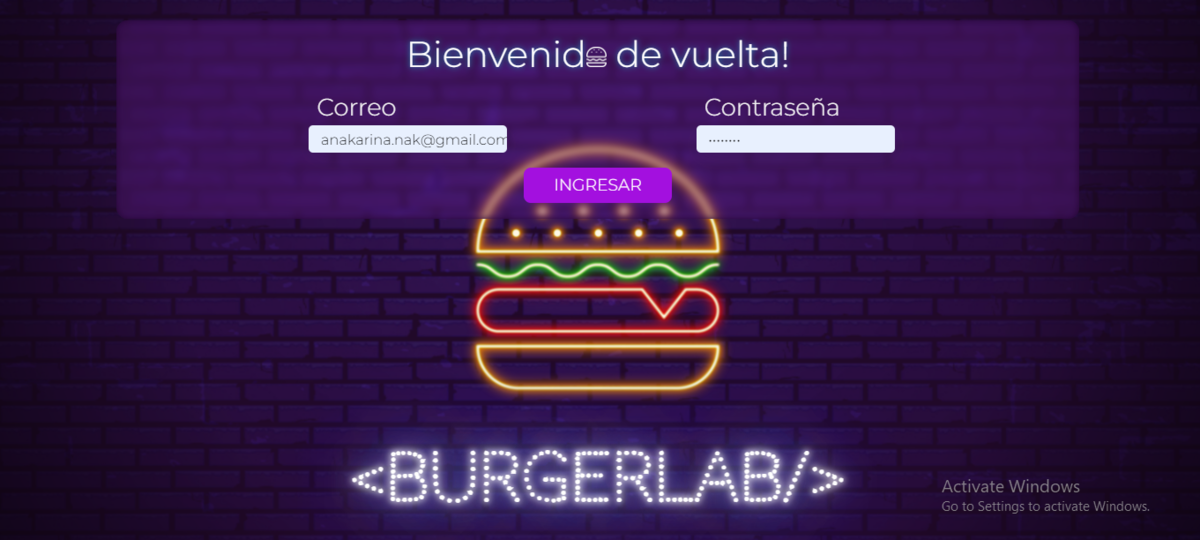 Bienvenid🍔 de vuelta!
Correo
Contraseña
anakarina.nak@gmail.com
........
INGRESAR
<BURGERLAB/>
Activate Windows
Go to Settings to activate Windows.